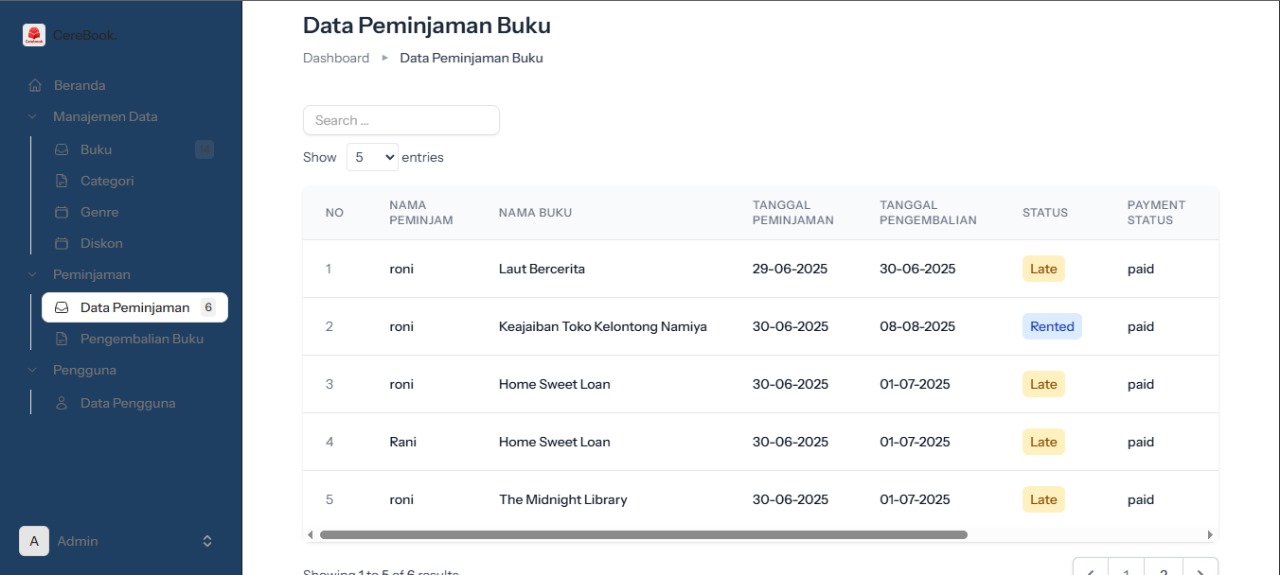 Data Peminjaman Buku
CereBook.
Dashboard ▸ Data Peminjaman Buku
Beranda
Manajemen Data
Buku
Categori
Genre
Diskon
Peminjaman
Data Peminjaman 6
Pengembalian Buku
Pengguna
Data Pengguna
A Admin
Search ...
Show 5 entries
NO NAMA PEMINJAM NAMA BUKU TANGGAL PEMINJAMAN TANGGAL PENGEMBALIAN STATUS PAYMENT STATUS
1 roni Laut Bercerita 29-06-2025 30-06-2025 Late paid
2 roni Keajaiban Toko Kelontong Namiya 30-06-2025 08-08-2025 Rented paid
3 roni Home Sweet Loan 30-06-2025 01-07-2025 Late paid
4 Rani Home Sweet Loan 30-06-2025 01-07-2025 Late paid
5 roni The Midnight Library 30-06-2025 01-07-2025 Late paid
Showing 1 to 5 of 6 results
1 2